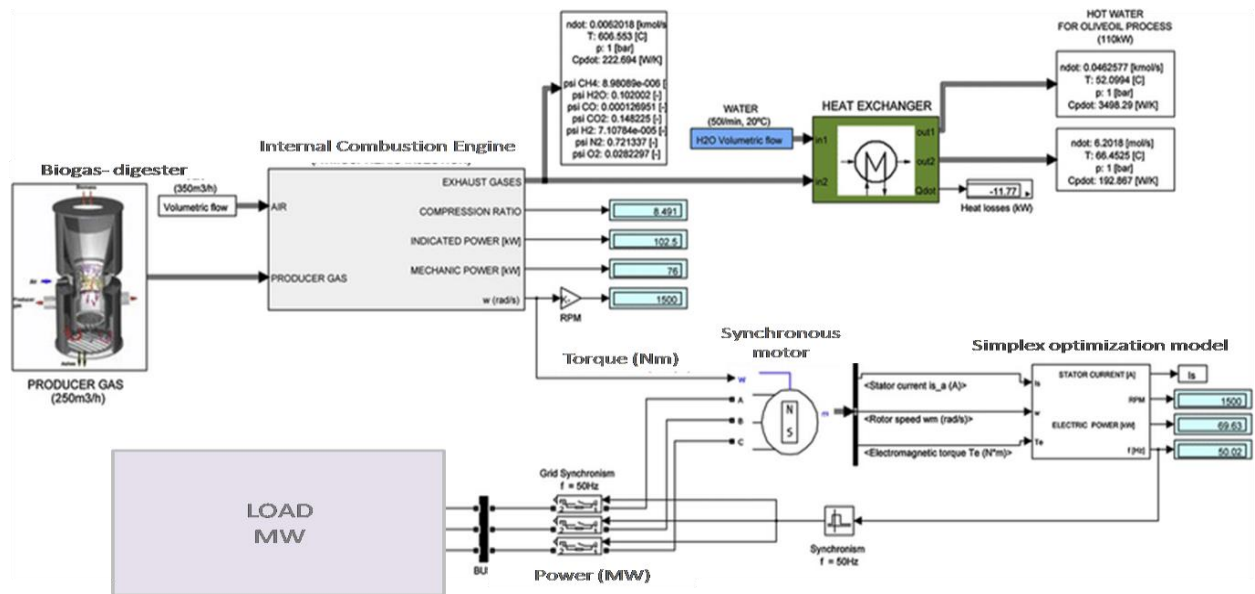 HOT WATER
FOR OLIVEOIL PROCESS
(110kW)
ndot: 0.0062018 [kmol/s
T: 606.553 [C]
p: 1 [bar]
Cpdot: 222.694 [W/K]
psi CH4: 8.98089e-006 [
psi H2O: 0.102002 [-]
psi CO: 0.000126951 [-]
psi CO2: 0.148225 [-]
psi H2: 7.10784e-005 [-]
psi N2: 0.721337 [-]
psi O2: 0.0282297 [-]
ndot: 0.0462577 [kmol/s]
T: 52.0994 [C]
p: 1 [bar]
Cpdot: 3498.29 [W/K]
WATER
(50l/min, 20ºC)
H2O Volumetric flow
HEAT EXCHANGER
in1
in2
M
out1
out2
Qdot
ndot: 6.2018 [mol/s]
T: 66.4525 [C]
p: 1 [bar]
Cpdot: 192.867 [W/K]
-11.77
Heat losses (kW)
Internal Combustion Engine
Biogas- digester
(350m3/h)
Volumetric flow
AIR
PRODUCER GAS
EXHAUST GASES
COMPRESSION RATIO
8.491
INDICATED POWER [kW]
102.5
MECHANIC POWER [kW]
76
w (rad/s)
K-
RPM
1500
Biomass
Air
Producer
gas
PRODUCER GAS
(250m3/h)
Torque (Nm)
Synchronous
motor
Simplex optimization model
W
A
B
C
N
S
m
<Stator current is_a (A)>
<Rotor speed wm (rad/s)>
<Electromagnetic torque Te (N*m)>
Is
w
Te
STATOR CURRENT [A]
Is
RPM
1500
ELECTRIC POWER [kW]
69.63
f [Hz]
50.02
Grid Synchronism
f = 50Hz
LOAD
MW
BUI
Power (MW)
Synchronism
f = 50Hz